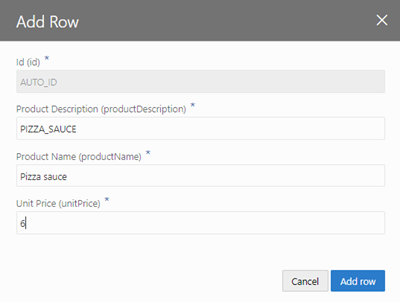 Add Row
Id (id) *
AUTO_ID
Product Description (productDescription) *
PIZZA_SAUCE
Product Name (productName) *
Pizza sauce
Unit Price (unitPrice) *
6
Cancel
Add row